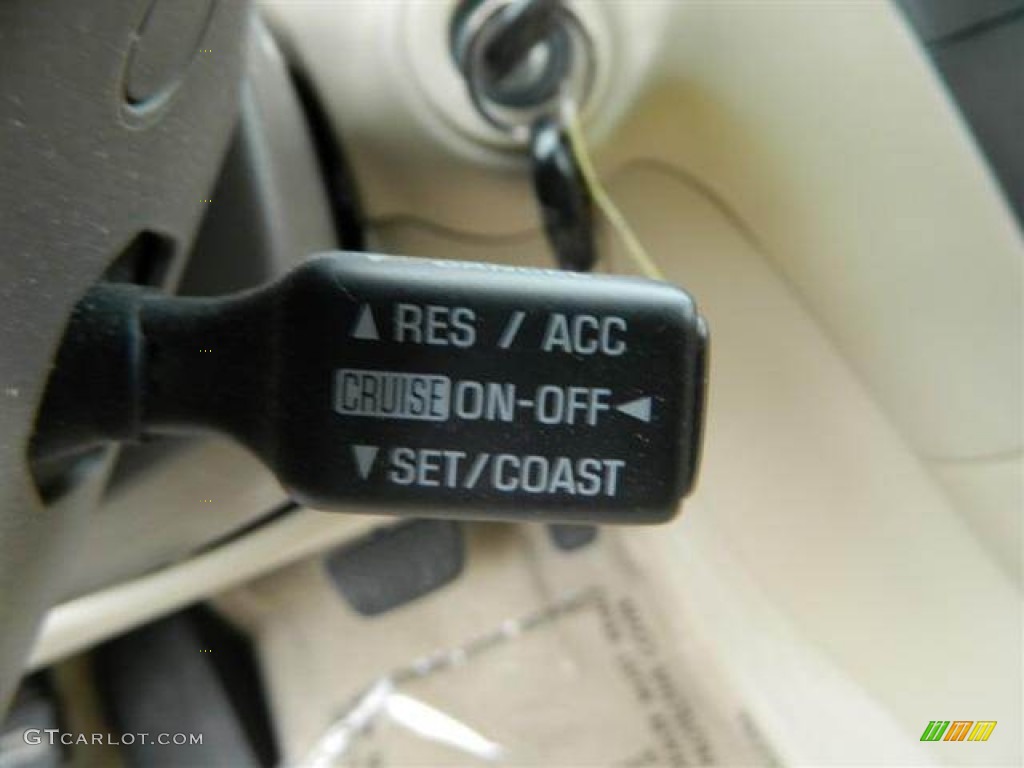 ▲ RES / ACC
CRUISE ON-OFF ◄
▼ SET/COAST
GTCARLOT.COM